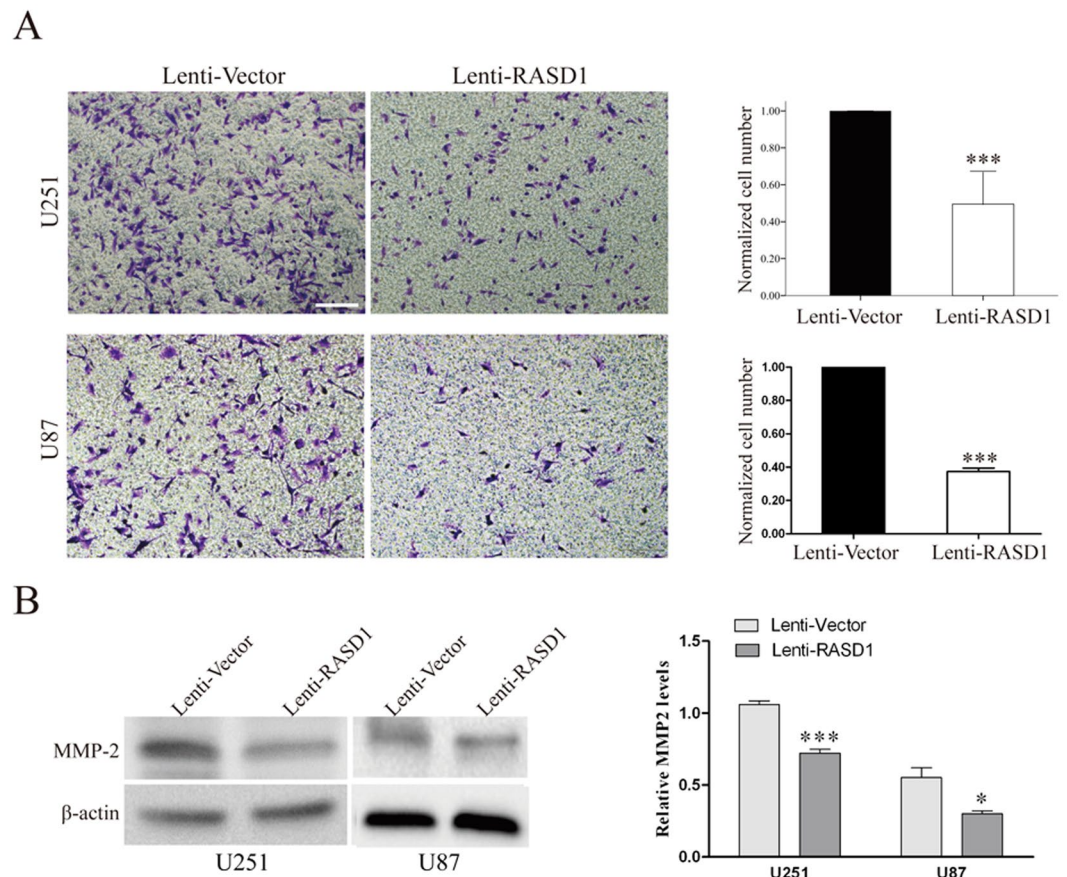 A
Lenti-Vector
Lenti-RASD1
U251
U87
Normalized cell number
1.00
0.80
0.60
0.40
0.20
0.00
***
Lenti-Vector
Lenti-RASD1
Normalized cell number
1.00
0.80
0.60
0.40
0.20
0.00
***
Lenti-Vector
Lenti-RASD1
B
Lenti-Vector
Lenti-RASD1
Lenti-Vector
Lenti-RASD1
MMP-2
β-actin
U251
U87
Relative MMP2 levels
1.5
1.0
0.5
0.0
Lenti-Vector
Lenti-RASD1
***
*
U251
U87